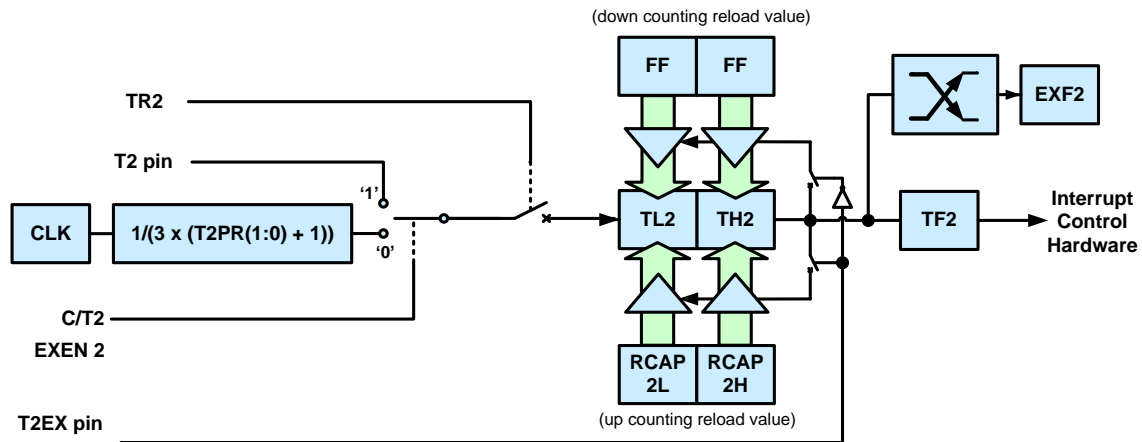 (down counting reload value)
FF
FF
EXF2
TR2
T2 pin
'1'
CLK
1/(3 x (T2PR(1:0) + 1))
'0'
TL2
TH2
TF2
Interrupt
Control
Hardware
C/T2
EXEN 2
RCAP
2L
RCAP
2H
T2EX pin
(up counting reload value)